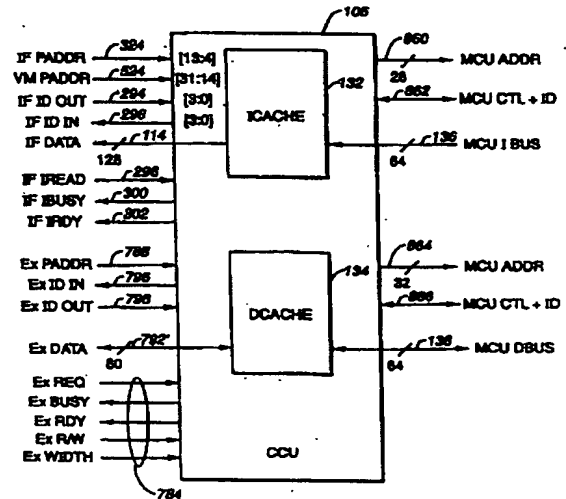 106
IF PADDR 324 [13:4]
VM PADDR 524 [31:14]
IF ID OUT 294 [3:0]
IF ID IN 296 [3:0]
IF DATA 114
128
IF IREAD 298
IF IBUSY 300
IF IRDY 302
ICACHE
132
860 MCU ADDR
28
862 MCU CTL + ID
136 MCU I BUS
64
Ex PADDR 788
Ex ID IN 796
Ex ID OUT 796
Ex DATA 792'
80
Ex REQ
Ex BUSY
Ex RDY
Ex R/W
Ex WIDTH
784
DCACHE
134
864 MCU ADDR
32
866 MCU CTL + ID
138 MCU DBUS
64
CCU